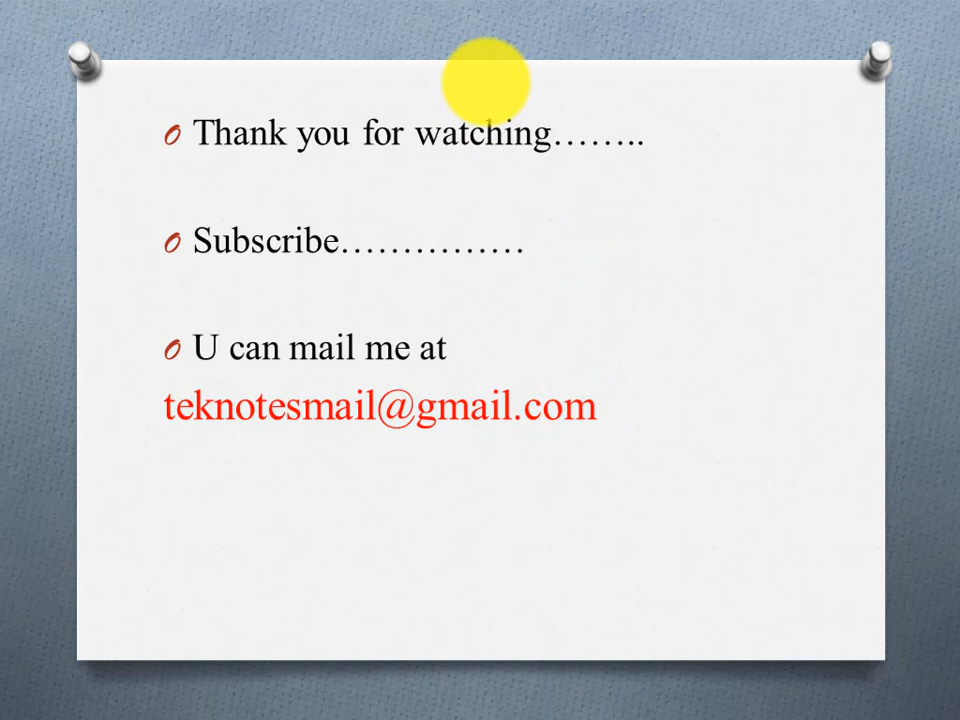 Thank you for watching……..
Subscribe……………
U can mail me at
teknotesmail@gmail.com